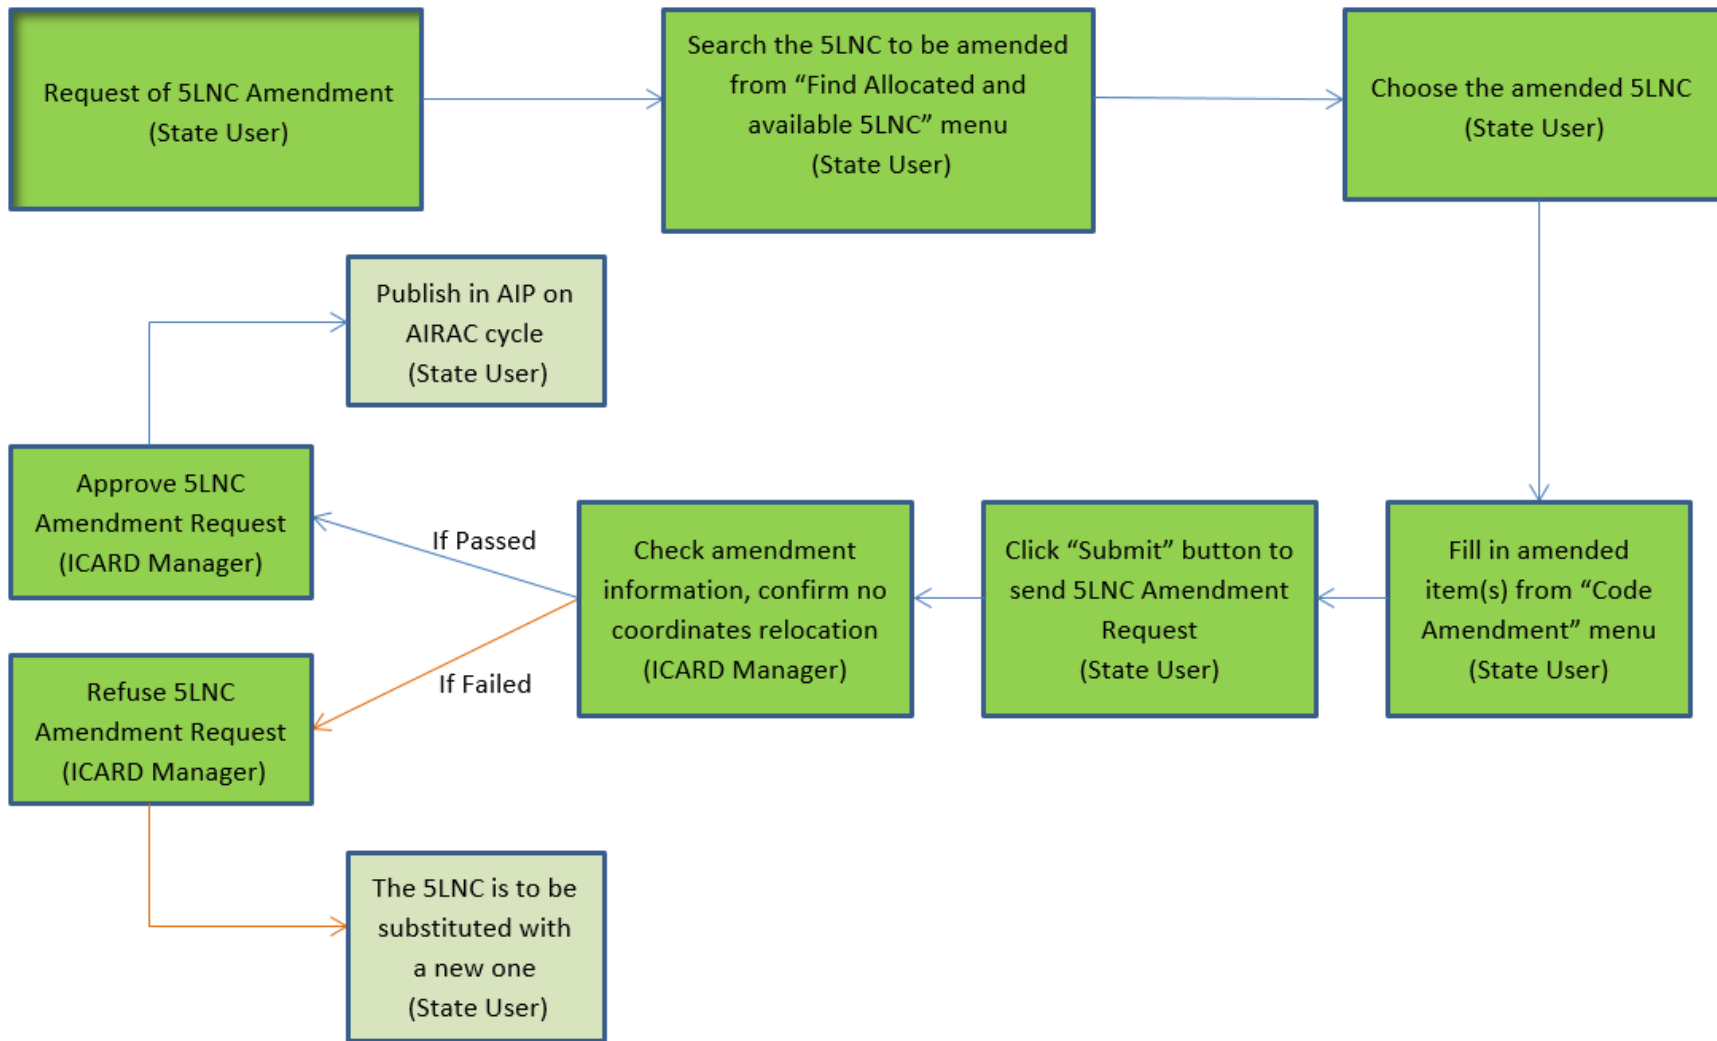 Request of 5LNC Amendment
(State User)
Search the 5LNC to be amended
from “Find Allocated and
available 5LNC” menu
(State User)
Choose the amended 5LNC
(State User)
Publish in AIP on
AIRAC cycle
(State User)
Approve 5LNC
Amendment Request
(ICARD Manager)
If Passed
Check amendment
information, confirm no
coordinates relocation
(ICARD Manager)
Click “Submit” button to
send 5LNC Amendment
Request
(State User)
Fill in amended
item(s) from “Code
Amendment” menu
(State User)
If Failed
Refuse 5LNC
Amendment Request
(ICARD Manager)
The 5LNC is to be
substituted with
a new one
(State User)